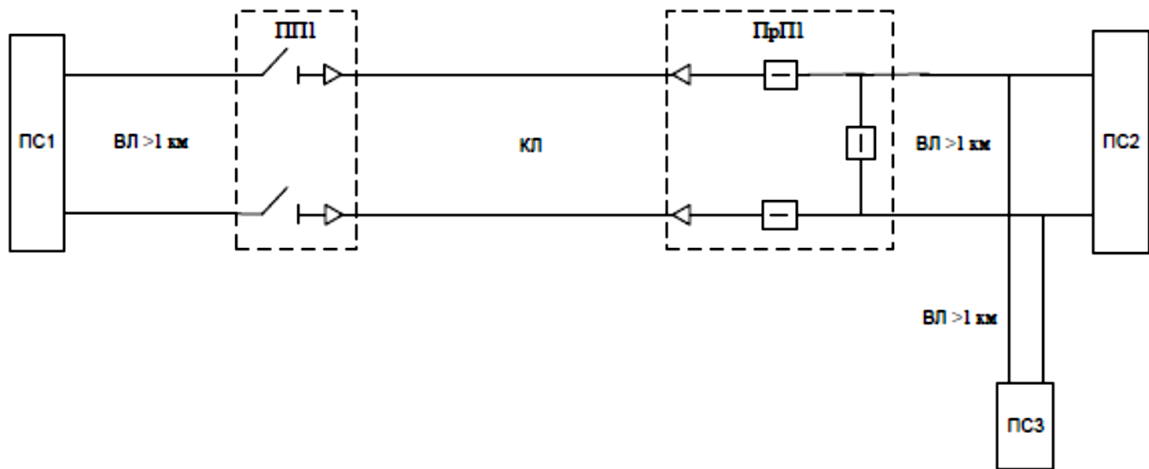 ПП1
ПрП1
ПС1
ВЛ >1 км
КЛ
ВЛ >1 км
ПС2
ВЛ >1 км
ПС3